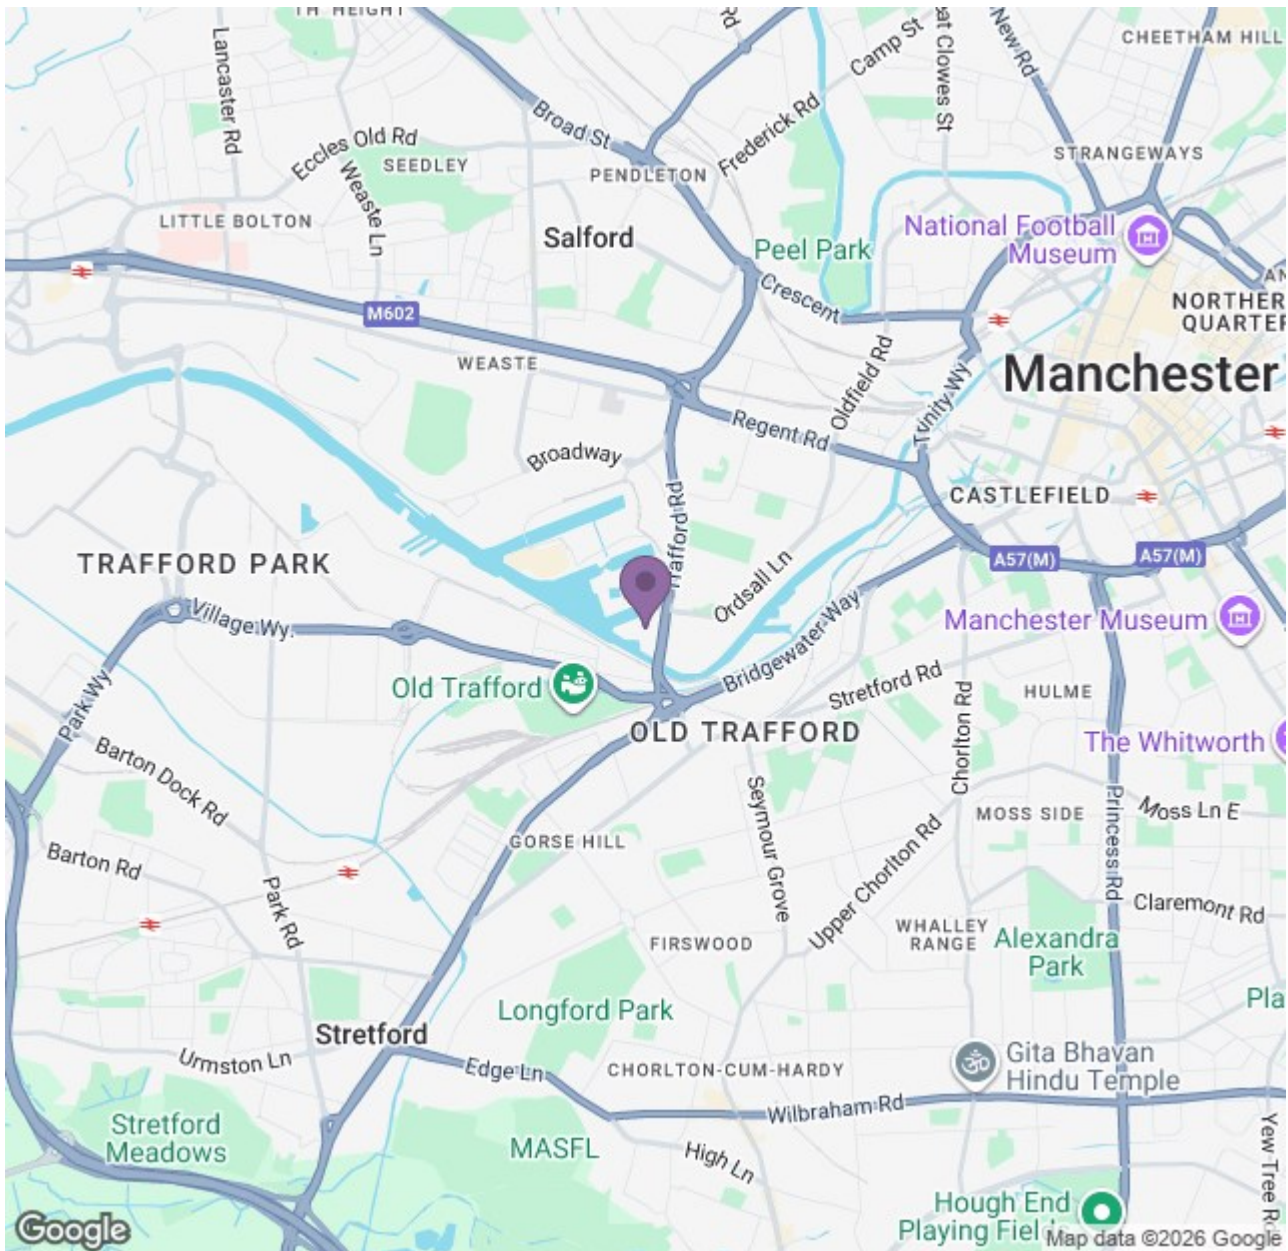 TH HEIGHT
Lancaster Rd
Eccles Old Rd
SEEDLEY
Weaste Ln
LITTLE BOLTON
Broad St
PENDLETON
Frederick Rd
Camp St
Rd
eat Clowes St
New Rd
CHEETHAM HILL
STRANGEWAYS
Salford
Peel Park
National Football
Museum
Crescent
NORTHER
QUARTER
M602
WEASTE
Manchester
Oldfield Rd
Trinity Wy
Regent Rd
Broadway
CASTLEFIELD
Trafford Rd
TRAFFORD PARK
A57(M)
A57(M)
Ordsall Ln
Village Wy.
Bridgewater Way
Manchester Museum
Park Wy
Old Trafford
Stretford Rd
HULME
OLD TRAFFORD
Chorlton Rd
The Whitworth
Barton Dock Rd
Seymour Grove
Princess Rd
MOSS SIDE
Moss Ln E
GORSE HILL
Barton Rd
Park Rd
Upper Chorlton Rd
Claremont Rd
WHALLEY
RANGE
FIRSWOOD
Alexandra
Park
Longford Park
Pla
Stretford
Urmston Ln
Edge Ln
CHORLTON-CUM-HARDY
Gita Bhavan
Hindu Temple
Wilbraham Rd
Stretford
Meadows
MASFL
High Ln
Yew Tree Rd
Hough End
Playing Fields
Google
Map data ©2026 Google